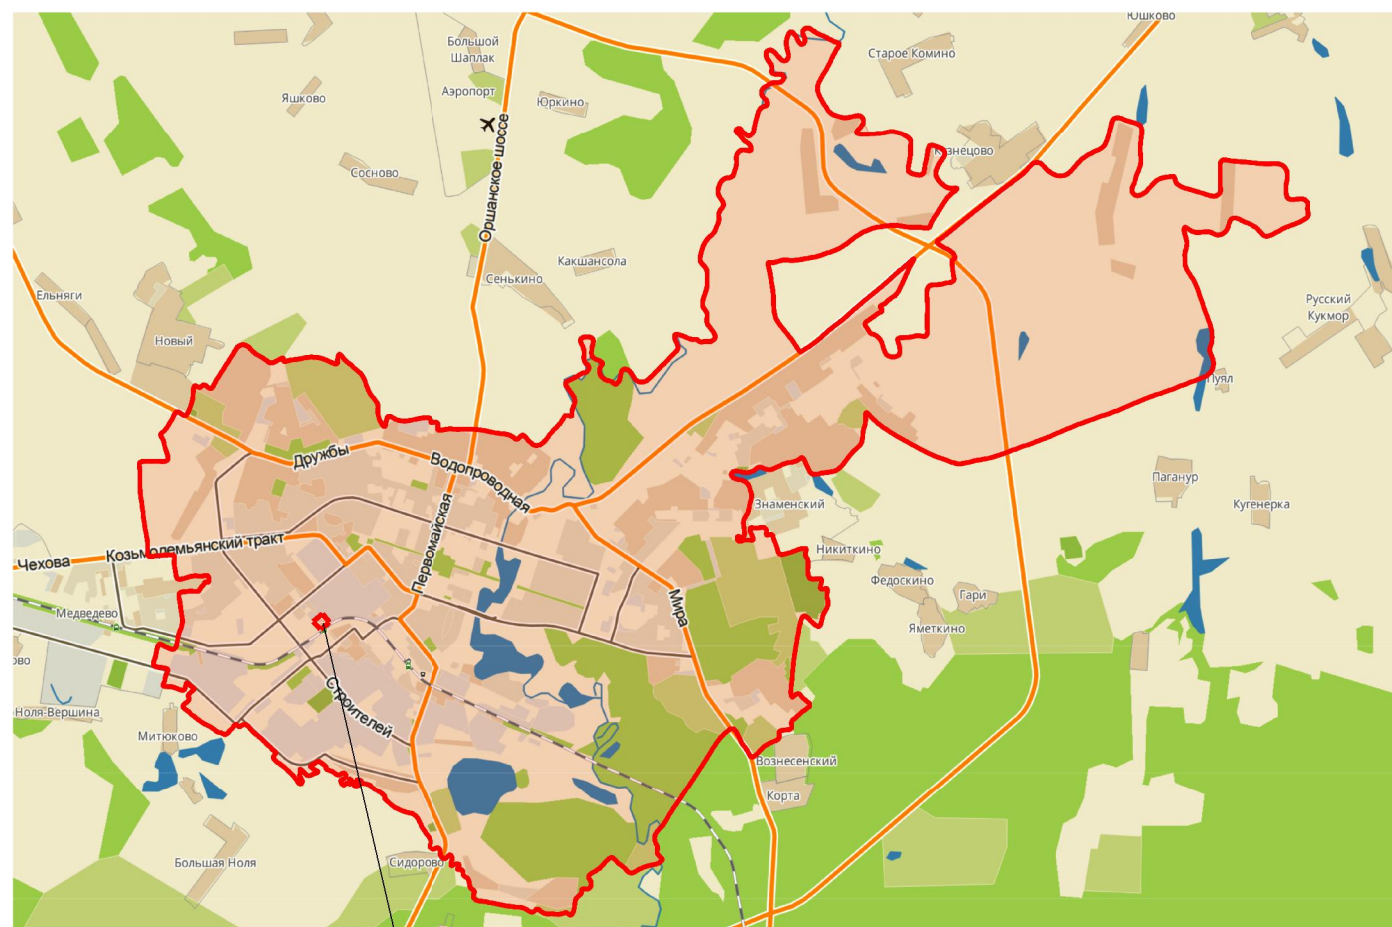 Юшково
Большой
Шаплак
Старое Комино
Аэропорт
Яшково
Юркино
Оршанское шоссе
Сосново
Какшансола
Сенькино
Ельняги
Русский
Кукмор
Новый
Пуял
Дружбы
Водопроводная
Паганур
Знаменский
Кугенерка
Первомайская
Козьмодемьянский тракт
Никиткино
Чехова
Федоскино
Гари
Мира
Медведево
Яметкино
Строителей
Ноля-Вершина
Митюково
Вознесенский
Корта
Большая Ноля
Сидорово